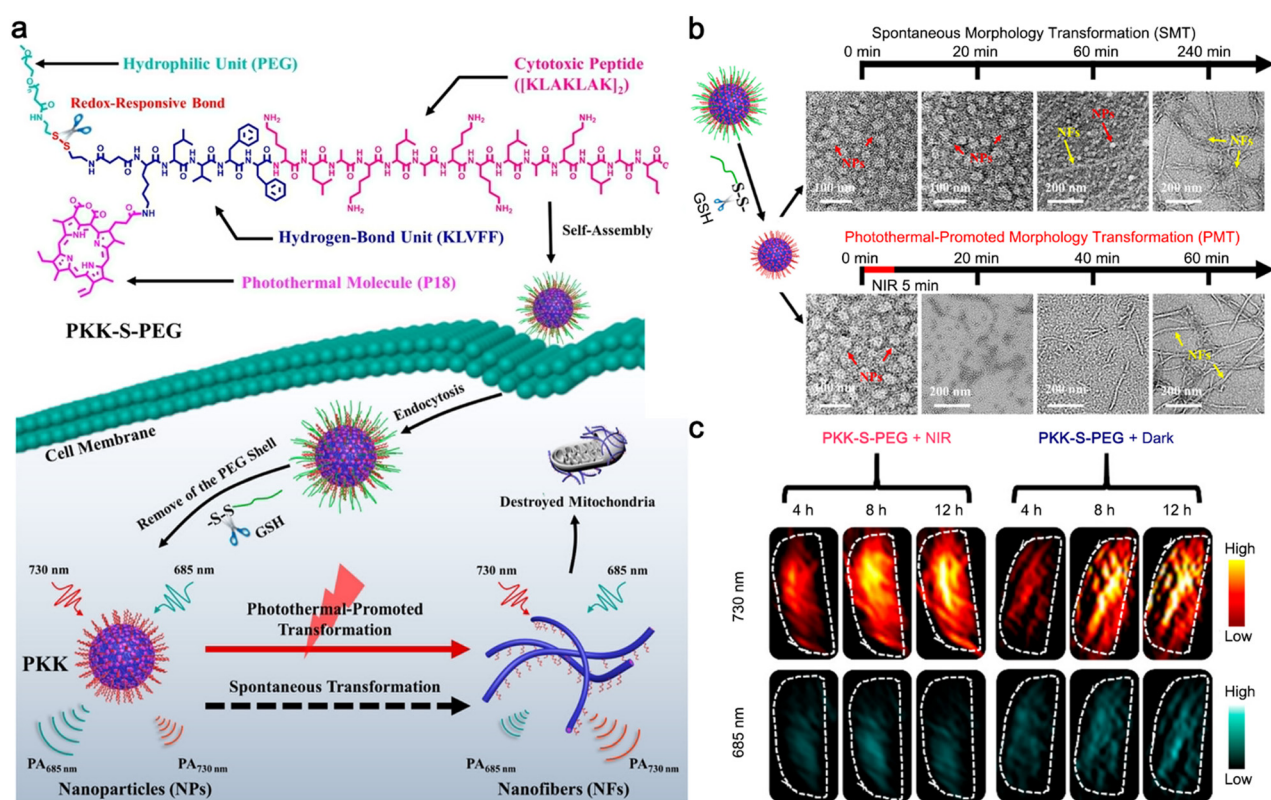 a
Hydrophilic Unit (PEG)
Redox-Responsive Bond
Cytotoxic Peptide
([KLAKLAK]2)
Hydrogen-Bond Unit (KLVFF)
Self-Assembly
Photothermal Molecule (P18)
PKK-S-PEG
Cell Membrane
Endocytosis
Remove of the PEG Shell
-S-S-
GSH
Destroyed Mitochondria
730 nm
685 nm
Photothermal-Promoted
Transformation
730 nm
685 nm
PKK
Spontaneous Transformation
PA685 nm
PA730 nm
PA685 nm
PA730 nm
Nanoparticles (NPs)
Nanofibers (NFs)
b
Spontaneous Morphology Transformation (SMT)
0 min
20 min
60 min
240 min
NPs
100 nm
NPs
100 nm
NFs
NPs
200 nm
NFs
200 nm
-S-S-
GSH
Photothermal-Promoted Morphology Transformation (PMT)
0 min
20 min
40 min
60 min
NIR 5 min
NPs
200 nm
200 nm
NFs
200 nm
c
PKK-S-PEG + NIR
PKK-S-PEG + Dark
4 h
8 h
12 h
4 h
8 h
12 h
730 nm
High
Low
685 nm
High
Low